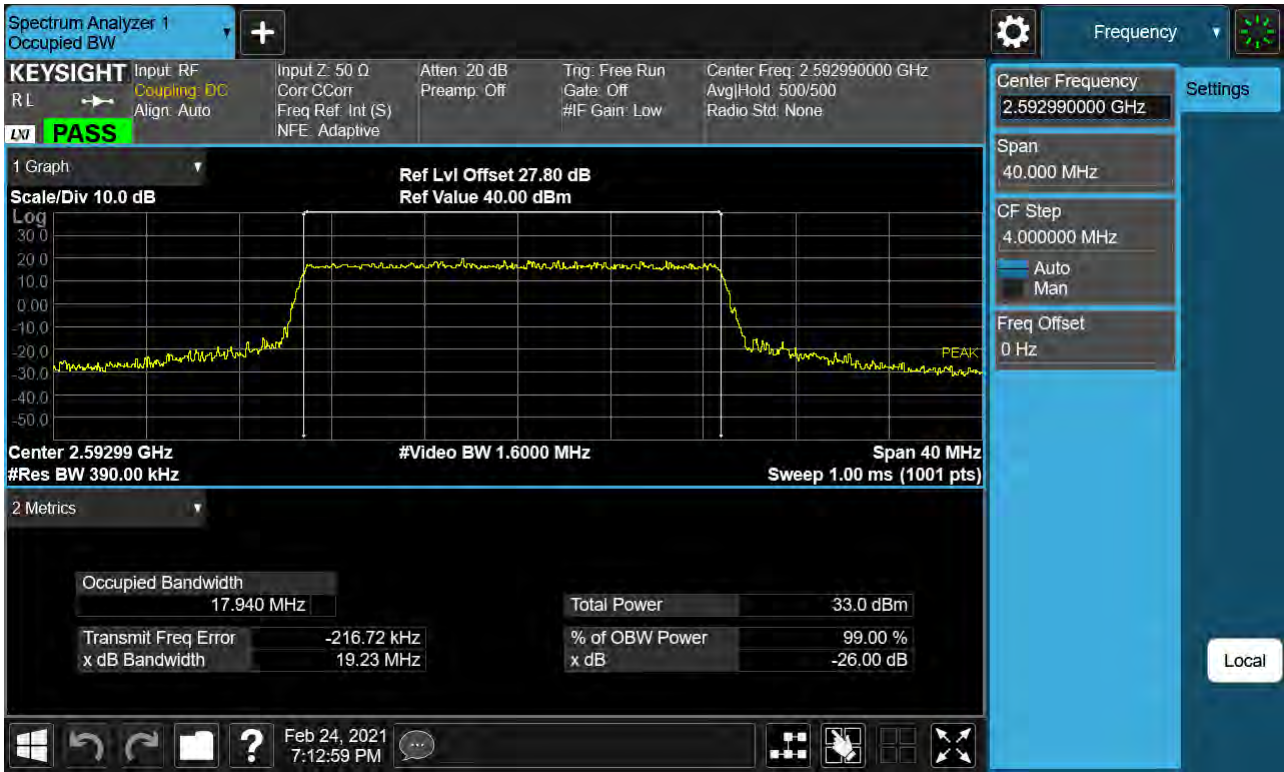 Spectrum Analyzer 1
Occupied BW
+
Frequency
KEYSIGHT
R L
LXI
PASS
Input: RF
Coupling: DC
Align: Auto
Input Z: 50 Ω
Corr CCorr
Freq Ref: Int (S)
NFE: Adaptive
Atten: 20 dB
Preamp: Off
Trig: Free Run
Gate: Off
#IF Gain: Low
Center Freq: 2.592990000 GHz
Avg|Hold: 500/500
Radio Std: None
Center Frequency
2.592990000 GHz
Settings
Span
40.000 MHz
CF Step
4.000000 MHz
Auto
Man
Freq Offset
0 Hz
Local
1 Graph
Scale/Div 10.0 dB
Ref Lvl Offset 27.80 dB
Ref Value 40.00 dBm
Log
30.0
20.0
10.0
0.00
-10.0
-20.0
-30.0
-40.0
-50.0
PEAK
Center 2.59299 GHz
#Video BW 1.6000 MHz
Span 40 MHz
#Res BW 390.00 kHz
Sweep 1.00 ms (1001 pts)
2 Metrics
Occupied Bandwidth
17.940 MHz
Total Power 33.0 dBm
Transmit Freq Error -216.72 kHz
% of OBW Power 99.00 %
x dB Bandwidth 19.23 MHz
x dB -26.00 dB
?
Feb 24, 2021
7:12:59 PM